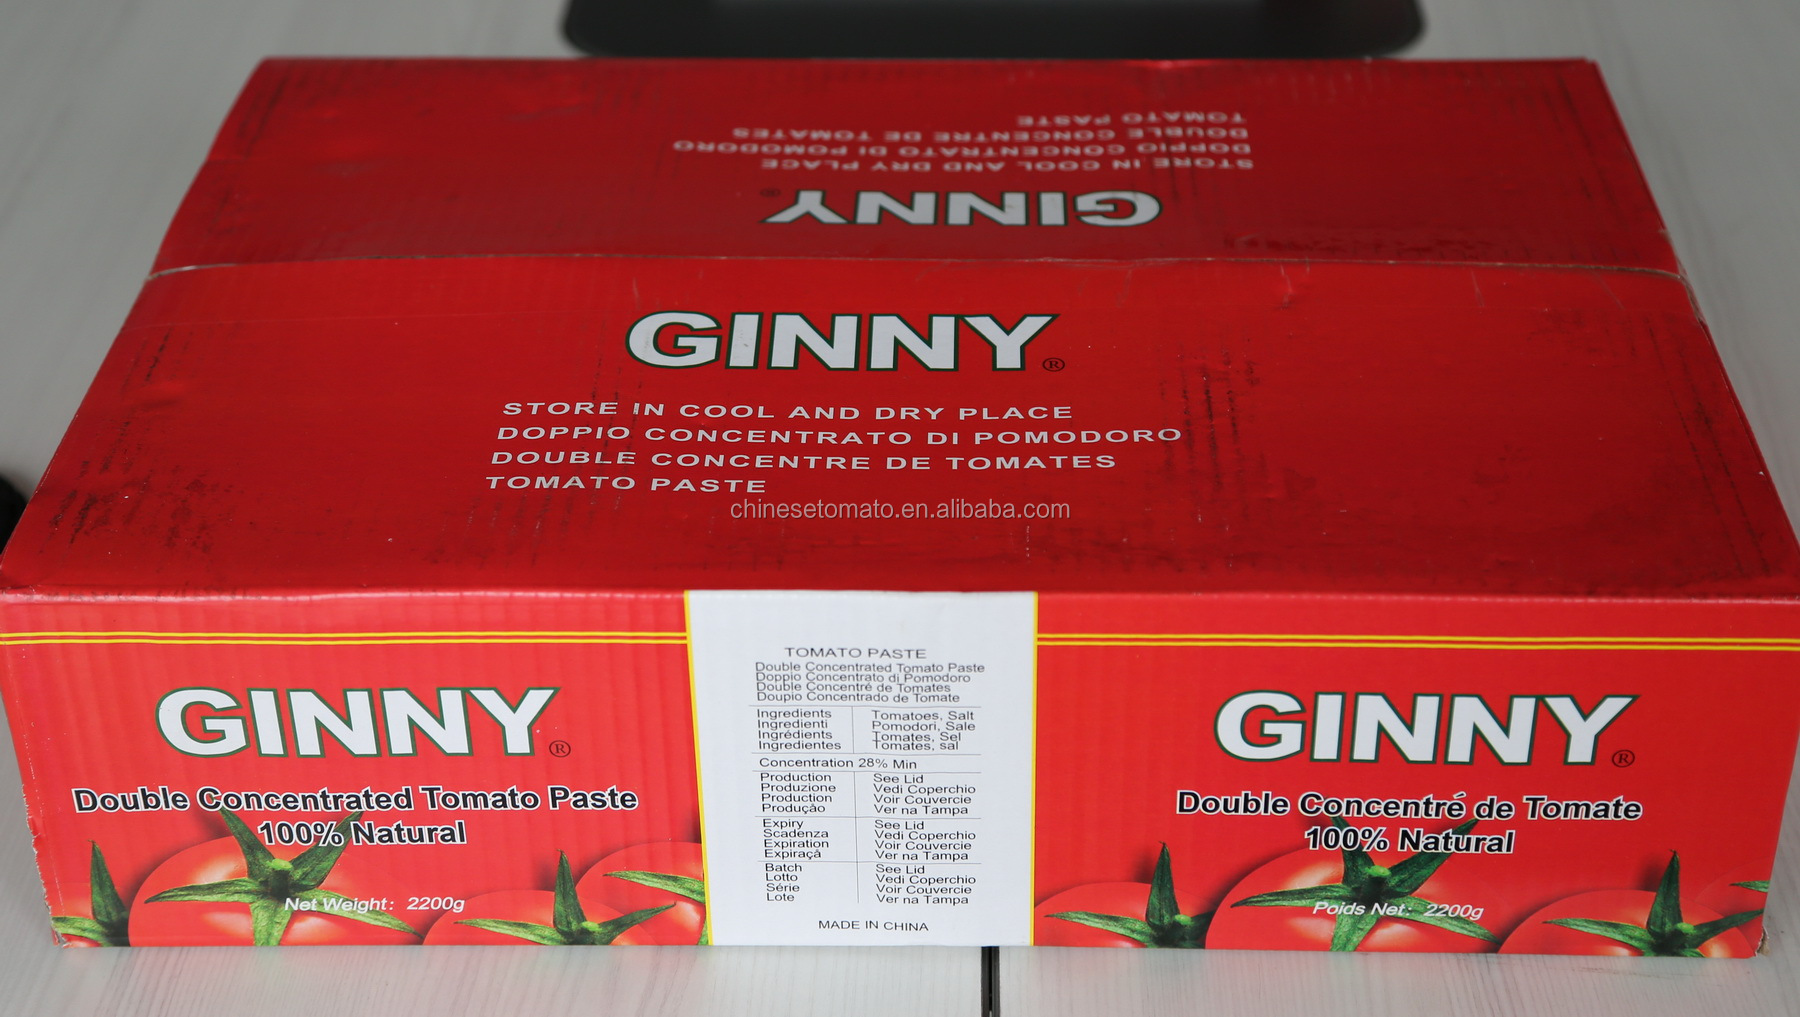 TOMATO PASTE
DOUBLE CONCENTRE DE TOMATES
DOPPIO CONCENTRATO DI POMODORO
STORE IN COOL AND DRY PLACE
GINNY®
GINNY®
STORE IN COOL AND DRY PLACE
DOPPIO CONCENTRATO DI POMODORO
DOUBLE CONCENTRE DE TOMATES
TOMATO PASTE
chinesetomato.en.alibaba.com
GINNY®
Double Concentrated Tomato Paste
100% Natural
Net Weight: 2200g
TOMATO PASTE
Double Concentrated Tomato Paste
Doppio Concentrato di Pomodoro
Double Concentré de Tomates
Doupio Concentrado de Tomate
Ingredients Tomatoes, Salt
Ingredienti Pomodori, Sale
Ingrédients Tomates, Sel
Ingredientes Tomates, sal
Concentration 28% Min
Production See Lid
Produzione Vedi Coperchio
Production Voir Couvercie
Produção Ver na Tampa
Expiry See Lid
Scadenza Vedi Coperchio
Expiration Voir Couvercie
Expiraçã Ver na Tampa
Batch See Lid
Lotto Vedi Coperchio
Série Voir Couvercie
Lote Ver na Tampa
MADE IN CHINA
GINNY®
Double Concentré de Tomate
100% Natural
Poids Net: 2200g